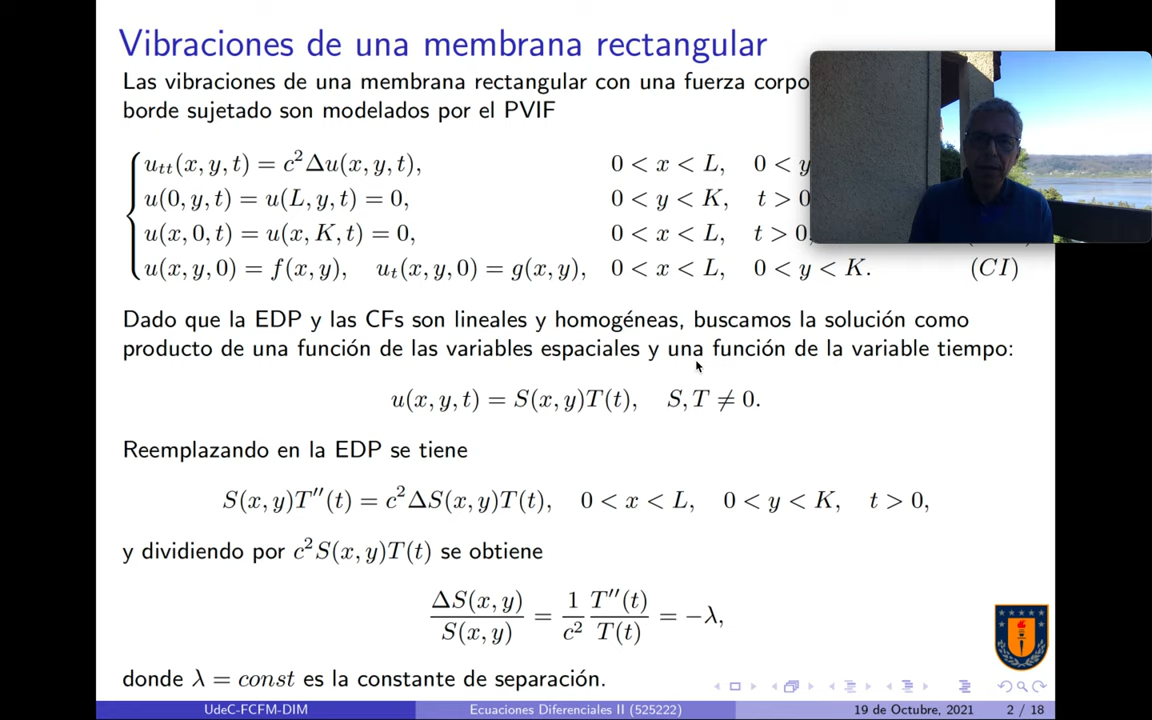 Vibraciones de una membrana rectangular
Las vibraciones de una membrana rectangular con una fuerza
borde sujetado son modelados por el PVIF
u_tt(x, y, t) = c²Δu(x, y, t), 0 < x < L, 0 < y
u(0, y, t) = u(L, y, t) = 0, 0 < y < K, t > 0
u(x, 0, t) = u(x, K, t) = 0, 0 < x < L, t > 0,
u(x, y, 0) = f(x, y), u_t(x, y, 0) = g(x, y), 0 < x < L, 0 < y < K. (CI)
Dado que la EDP y las CFs son lineales y homogéneas, buscamos la solución como
producto de una función de las variables espaciales y una función de la variable tiempo:
u(x, y, t) = S(x, y)T(t), S, T ≠ 0.
Reemplazando en la EDP se tiene
S(x, y)T′′(t) = c²ΔS(x, y)T(t), 0 < x < L, 0 < y < K, t > 0,
y dividiendo por c²S(x, y)T(t) se obtiene
ΔS(x, y)/S(x, y) = 1/c² T′′(t)/T(t) = −λ,
donde λ = const es la constante de separación.
UdeC-FCFM-DIM Ecuaciones Diferenciales II (525222) 19 de Octubre, 2021 2 / 18